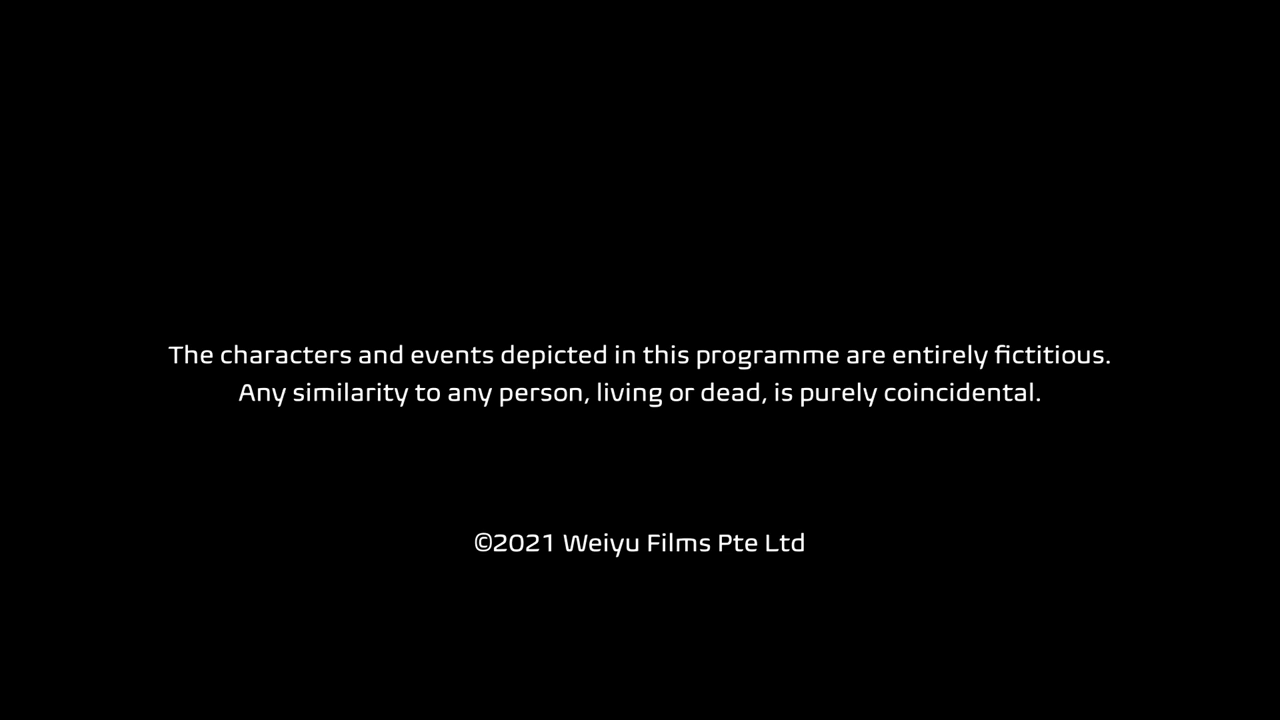 The characters and events depicted in this programme are entirely fictitious.
Any similarity to any person, living or dead, is purely coincidental.
©2021 Weiyu Films Pte Ltd